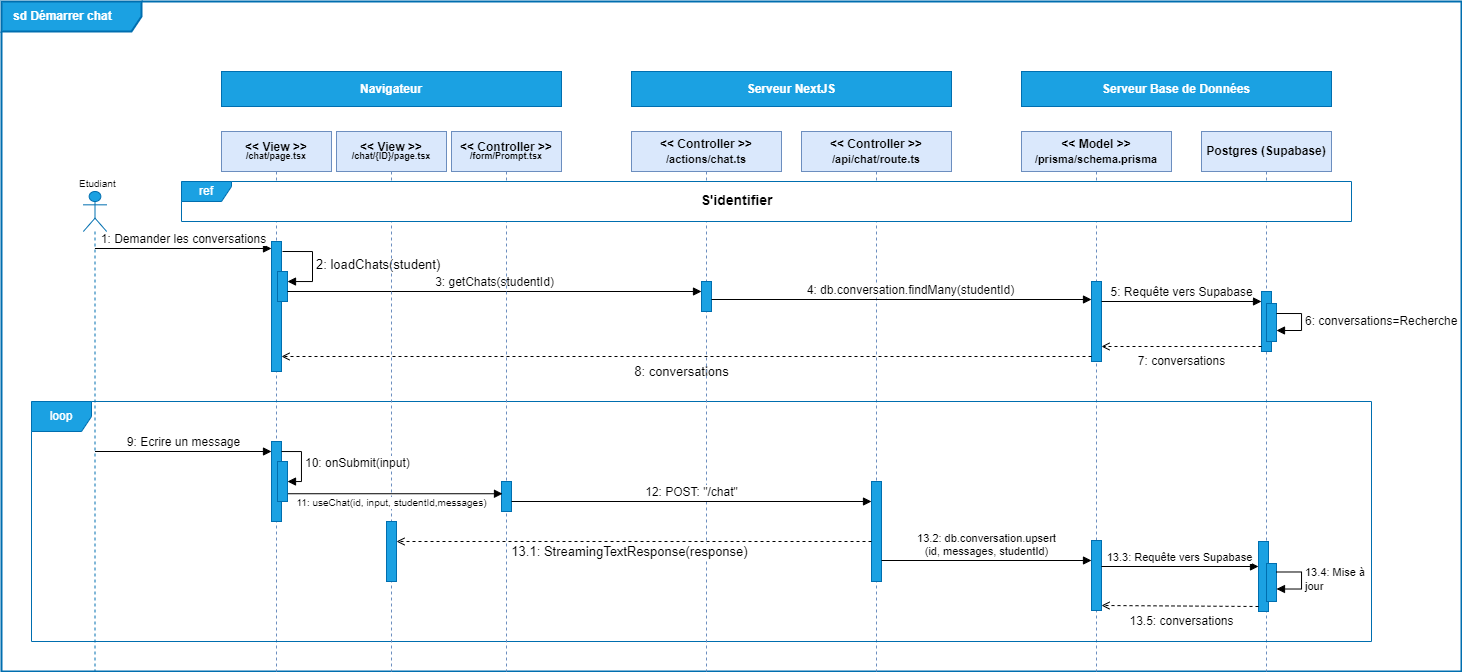 sd Démarrer chat
Navigateur
Serveur NextJS
Serveur Base de Données
<< View >>
/chat/page.tsx
<< View >>
/chat/{ID}/page.tsx
<< Controller >>
/form/Prompt.tsx
<< Controller >>
/actions/chat.ts
<< Controller >>
/api/chat/route.ts
<< Model >>
/prisma/schema.prisma
Postgres (Supabase)
Etudiant
ref
S'identifier
1: Demander les conversations
2: loadChats(student)
3: getChats(studentId)
4: db.conversation.findMany(studentId)
5: Requête vers Supabase
6: conversations=Recherche
7: conversations
8: conversations
loop
9: Ecrire un message
10: onSubmit(input)
11: useChat(id, input, studentId,messages)
12: POST: "/chat"
13.1: StreamingTextResponse(response)
13.2: db.conversation.upsert
(id, messages, studentId)
13.3: Requête vers Supabase
13.4: Mise à
jour
13.5: conversations